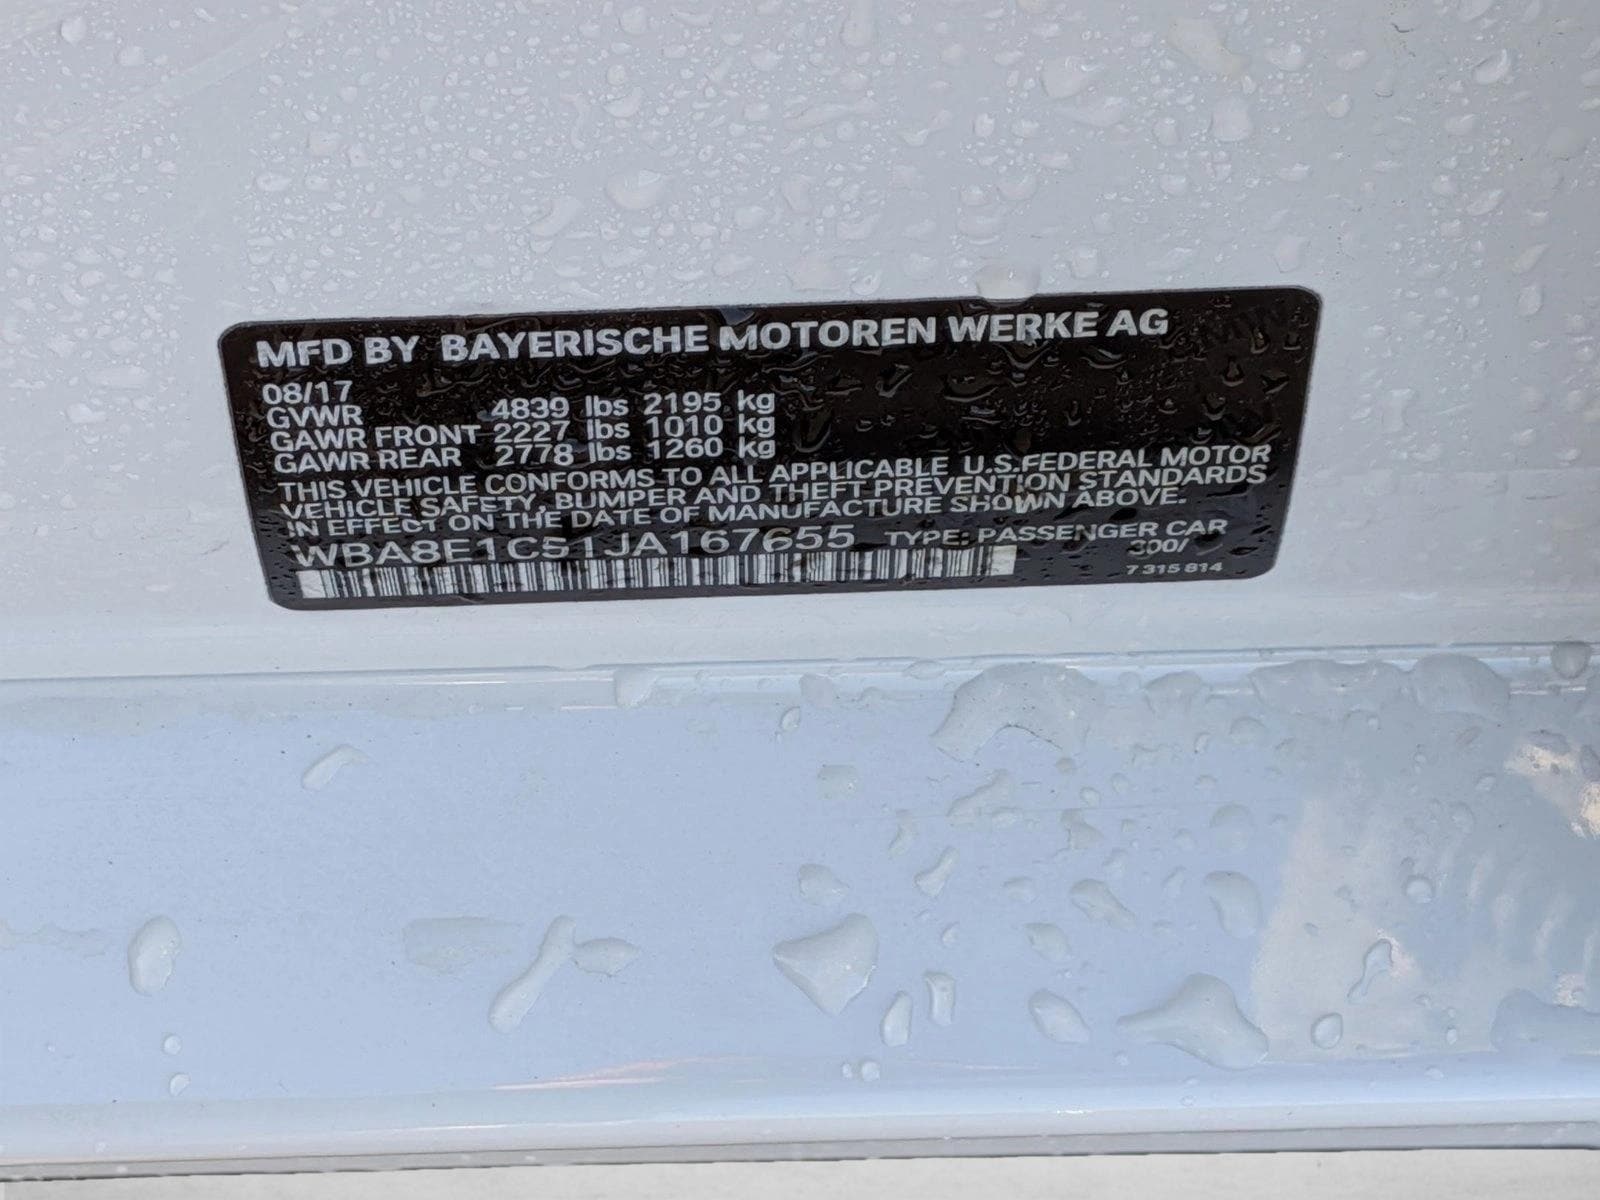 MFD BY BAYERISCHE MOTOREN WERKE AG
08/17
GVWR 4839 lbs 2195 kg
GAWR FRONT 2227 lbs 1010 kg
GAWR REAR 2778 lbs 1260 kg
THIS VEHICLE CONFORMS TO ALL APPLICABLE U.S.FEDERAL MOTOR
VEHICLE SAFETY, BUMPER AND THEFT PREVENTION STANDARDS
IN EFFECT ON THE DATE OF MANUFACTURE SHOWN ABOVE.
WBA8E1C51JA167655 TYPE: PASSENGER CAR
300/
7 315 814